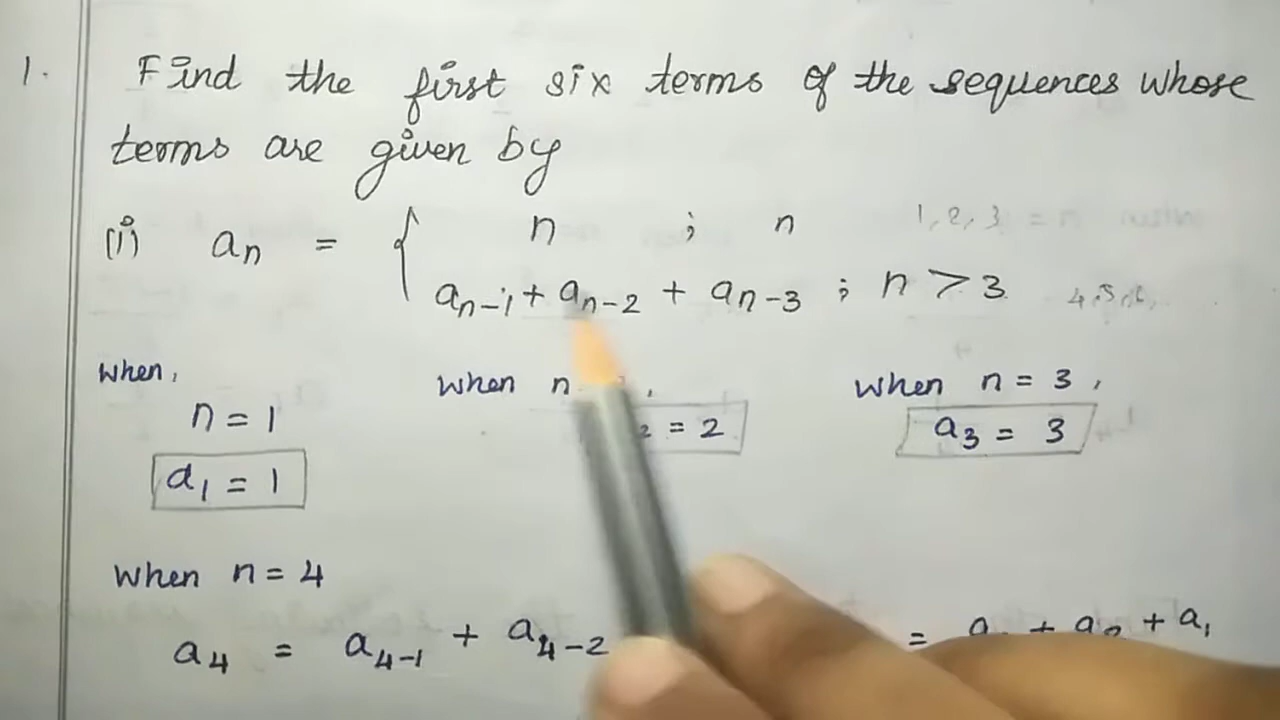 1. Find the first six terms of the sequences whose
terms are given by
(i) aₙ = { n ; n 1, 2, 3
aₙ₋₁ + aₙ₋₂ + aₙ₋₃ ; n > 3 4, 5, 6,
when, when n , when n = 3 ,
n = 1 ₂ = 2 a₃ = 3
a₁ = 1
when n = 4
a₄ = a₄₋₁ + a₄₋₂ = + + a₁